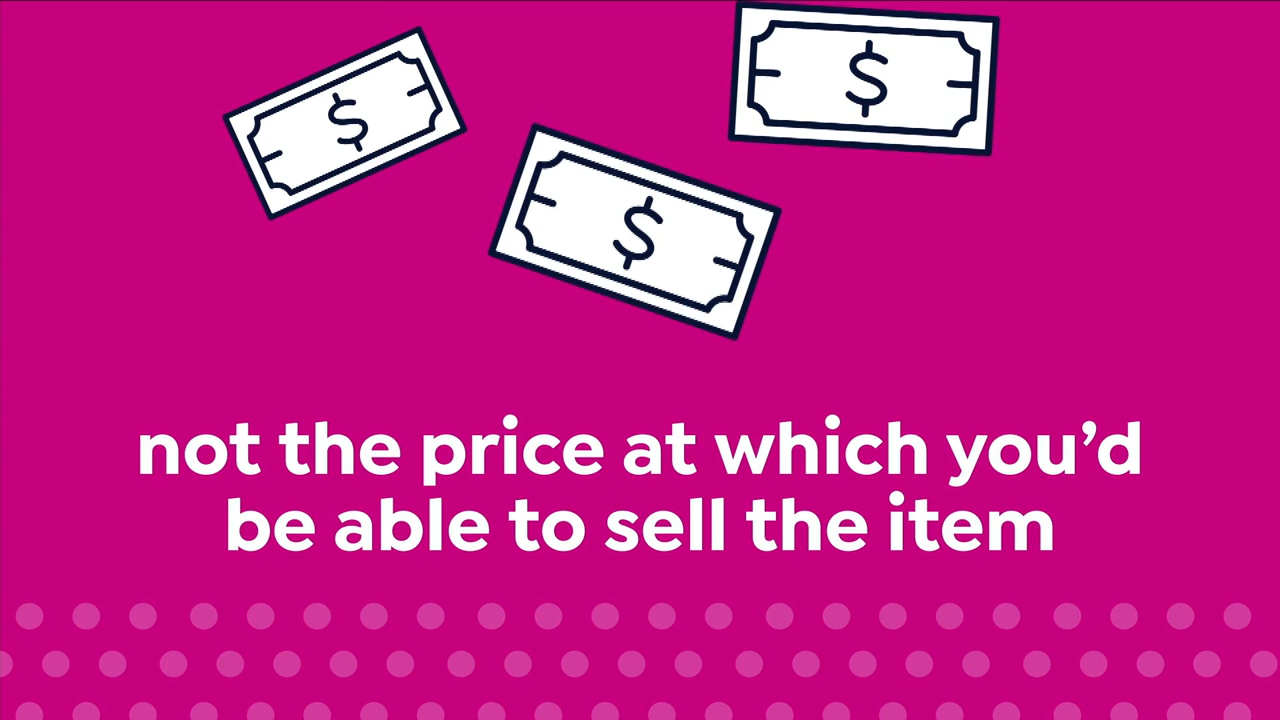 $
$
$
not the price at which you’d
be able to sell the item